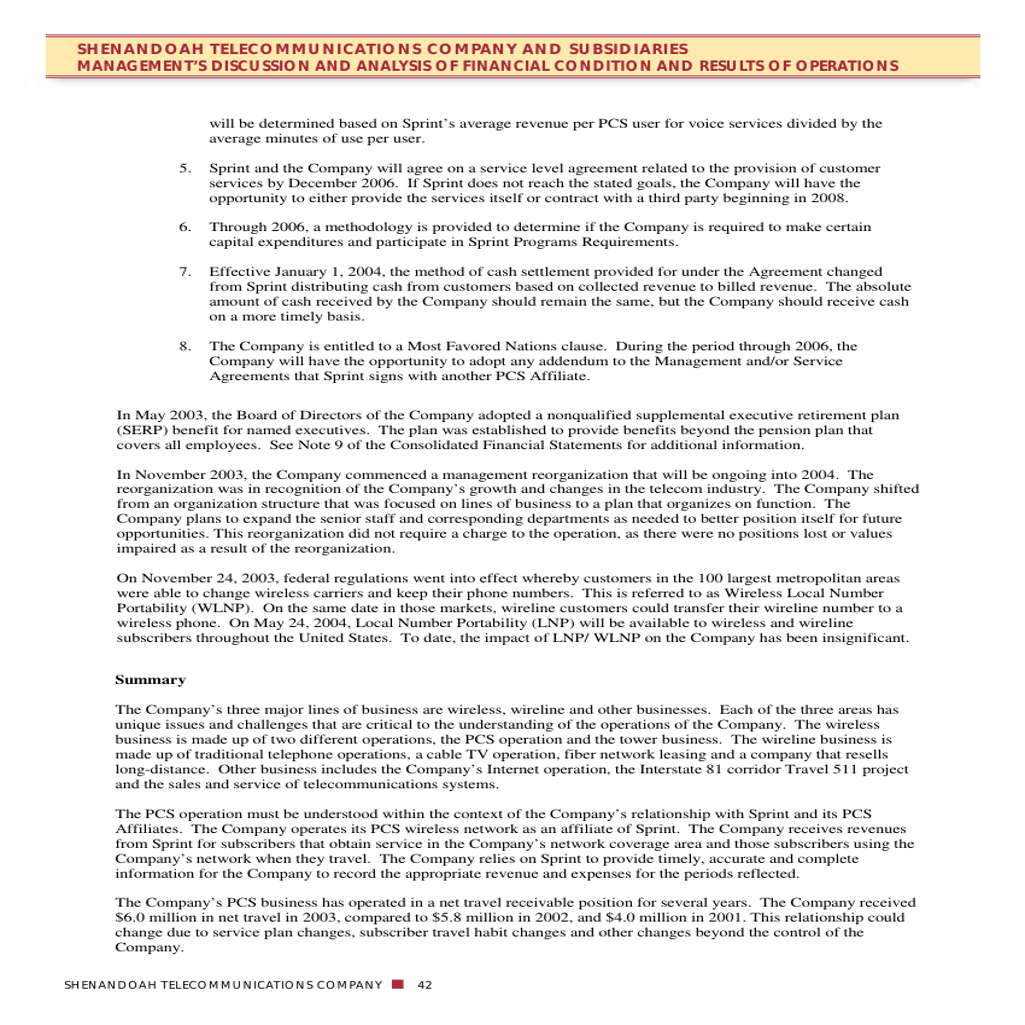 SHENANDOAH TELECOMMUNICATIONS COMPANY AND SUBSIDIARIES
MANAGEMENT'S DISCUSSION AND ANALYSIS OF FINANCIAL CONDITION AND RESULTS OF OPERATIONS
will be determined based on Sprint's average revenue per PCS user for voice services divided by the
average minutes of use per user.
5. Sprint and the Company will agree on a service level agreement related to the provision of customer
services by December 2006. If Sprint does not reach the stated goals, the Company will have the
opportunity to either provide the services itself or contract with a third party beginning in 2008.
6. Through 2006, a methodology is provided to determine if the Company is required to make certain
capital expenditures and participate in Sprint Programs Requirements.
7. Effective January 1, 2004, the method of cash settlement provided for under the Agreement changed
from Sprint distributing cash from customers based on collected revenue to billed revenue. The absolute
amount of cash received by the Company should remain the same, but the Company should receive cash
on a more timely basis.
8. The Company is entitled to a Most Favored Nations clause. During the period through 2006, the
Company will have the opportunity to adopt any addendum to the Management and/or Service
Agreements that Sprint signs with another PCS Affiliate.
In May 2003, the Board of Directors of the Company adopted a nonqualified supplemental executive retirement plan
(SERP) benefit for named executives. The plan was established to provide benefits beyond the pension plan that
covers all employees. See Note 9 of the Consolidated Financial Statements for additional information.
In November 2003, the Company commenced a management reorganization that will be ongoing into 2004. The
reorganization was in recognition of the Company's growth and changes in the telecom industry. The Company shifted
from an organization structure that was focused on lines of business to a plan that organizes on function. The
Company plans to expand the senior staff and corresponding departments as needed to better position itself for future
opportunities. This reorganization did not require a charge to the operation, as there were no positions lost or values
impaired as a result of the reorganization.
On November 24, 2003, federal regulations went into effect whereby customers in the 100 largest metropolitan areas
were able to change wireless carriers and keep their phone numbers. This is referred to as Wireless Local Number
Portability (WLNP). On the same date in those markets, wireline customers could transfer their wireline number to a
wireless phone. On May 24, 2004, Local Number Portability (LNP) will be available to wireless and wireline
subscribers throughout the United States. To date, the impact of LNP/ WLNP on the Company has been insignificant.
Summary
The Company's three major lines of business are wireless, wireline and other businesses. Each of the three areas has
unique issues and challenges that are critical to the understanding of the operations of the Company. The wireless
business is made up of two different operations, the PCS operation and the tower business. The wireline business is
made up of traditional telephone operations, a cable TV operation, fiber network leasing and a company that resells
long-distance. Other business includes the Company's Internet operation, the Interstate 81 corridor Travel 511 project
and the sales and service of telecommunications systems.
The PCS operation must be understood within the context of the Company's relationship with Sprint and its PCS
Affiliates. The Company operates its PCS wireless network as an affiliate of Sprint. The Company receives revenues
from Sprint for subscribers that obtain service in the Company's network coverage area and those subscribers using the
Company's network when they travel. The Company relies on Sprint to provide timely, accurate and complete
information for the Company to record the appropriate revenue and expenses for the periods reflected.
The Company's PCS business has operated in a net travel receivable position for several years. The Company received
$6.0 million in net travel in 2003, compared to $5.8 million in 2002, and $4.0 million in 2001. This relationship could
change due to service plan changes, subscriber travel habit changes and other changes beyond the control of the
Company.
SHENANDOAH TELECOMMUNICATIONS COMPANY 42